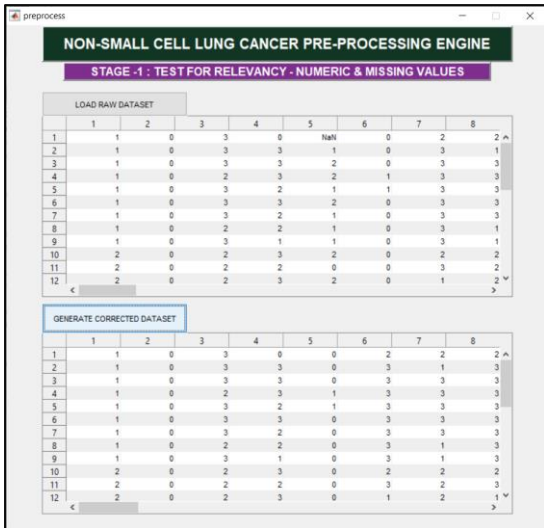 preprocess
NON-SMALL CELL LUNG CANCER PRE-PROCESSING ENGINE
STAGE -1 : TEST FOR RELEVANCY - NUMERIC & MISSING VALUES
LOAD RAW DATASET
1 2 3 4 5 6 7 8
1 1 0 3 0 NaN 0 2 2
2 1 0 3 3 1 0 3 1
3 1 0 3 3 2 0 3 3
4 1 0 2 3 2 1 3 3
5 1 0 3 2 1 1 3 3
6 1 0 3 3 2 0 3 3
7 1 0 3 2 1 0 3 3
8 1 0 2 2 1 0 3 1
9 1 0 3 1 1 0 3 1
10 2 0 2 3 2 0 2 2
11 2 0 2 2 0 0 3 2
12 2 0 2 3 2 0 1 2
GENERATE CORRECTED DATASET
1 2 3 4 5 6 7 8
1 1 0 3 0 0 2 2 2
2 1 0 3 3 0 3 1 3
3 1 0 3 3 0 3 3 3
4 1 0 2 3 1 3 3 3
5 1 0 3 2 1 3 3 3
6 1 0 3 3 0 3 3 3
7 1 0 3 2 0 3 3 3
8 1 0 2 2 0 3 1 3
9 1 0 3 1 0 3 1 3
10 2 0 2 3 0 2 2 2
11 2 0 2 2 0 3 2 3
12 2 0 2 3 0 1 2 1